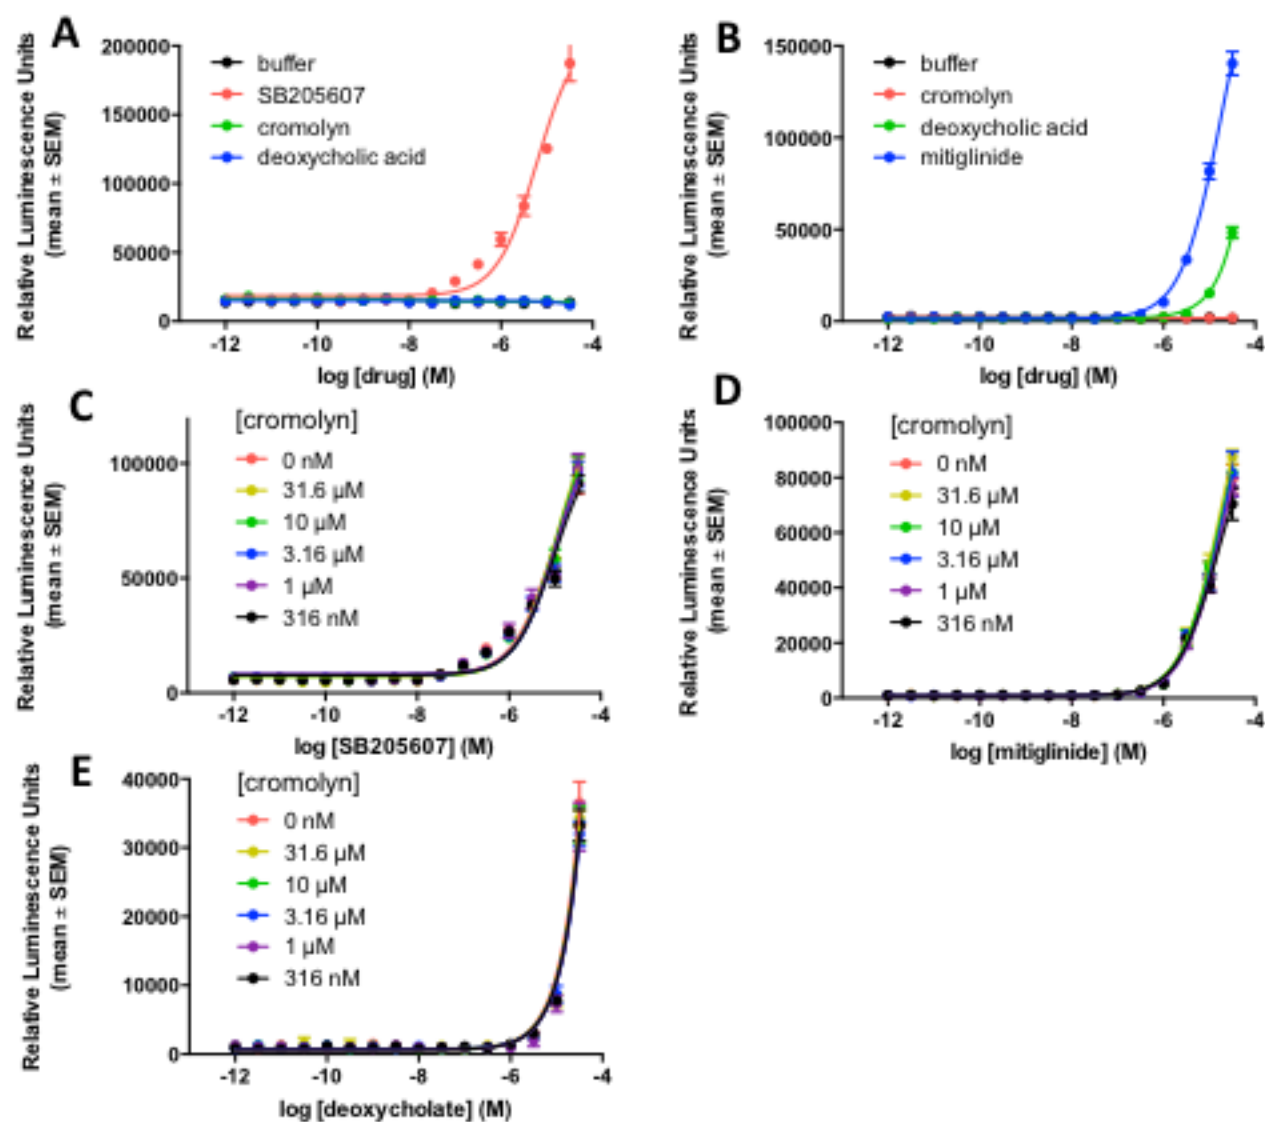 A
Relative Luminescence Units
(mean ± SEM)
200000
150000
100000
50000
0
buffer
SB205607
cromolyn
deoxycholic acid
-12
-10
-8
-6
-4
log [drug] (M)
B
Relative Luminescence Units
(mean ± SEM)
150000
100000
50000
0
buffer
cromolyn
deoxycholic acid
mitiglinide
-12
-10
-8
-6
-4
log [drug] (M)
C
Relative Luminescence Units
(mean ± SEM)
100000
50000
0
[cromolyn]
0 nM
31.6 µM
10 µM
3.16 µM
1 µM
316 nM
-12
-10
-8
-6
-4
log [SB205607] (M)
D
Relative Luminescence Units
(mean ± SEM)
100000
80000
60000
40000
20000
0
[cromolyn]
0 nM
31.6 µM
10 µM
3.16 µM
1 µM
316 nM
-12
-10
-8
-6
-4
log [mitiglinide] (M)
E
Relative Luminescence Units
(mean ± SEM)
40000
30000
20000
10000
0
[cromolyn]
0 nM
31.6 µM
10 µM
3.16 µM
1 µM
316 nM
-12
-10
-8
-6
-4
log [deoxycholate] (M)